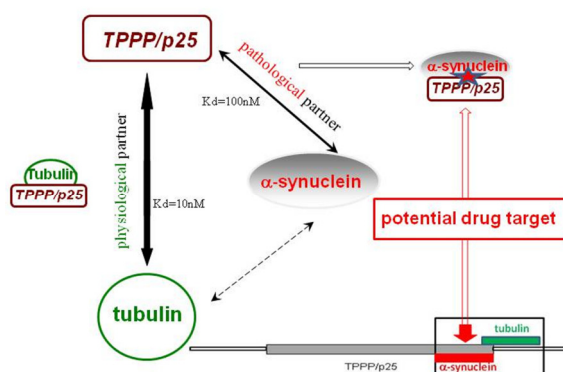 TPPP/p25
pathological partner
Kd=100nM
α-synuclein
TPPP/p25
physiological partner
Tubulin
TPPP/p25
Kd=10nM
α-synuclein
potential drug target
tubulin
tubulin
TPPP/p25
α-synuclein